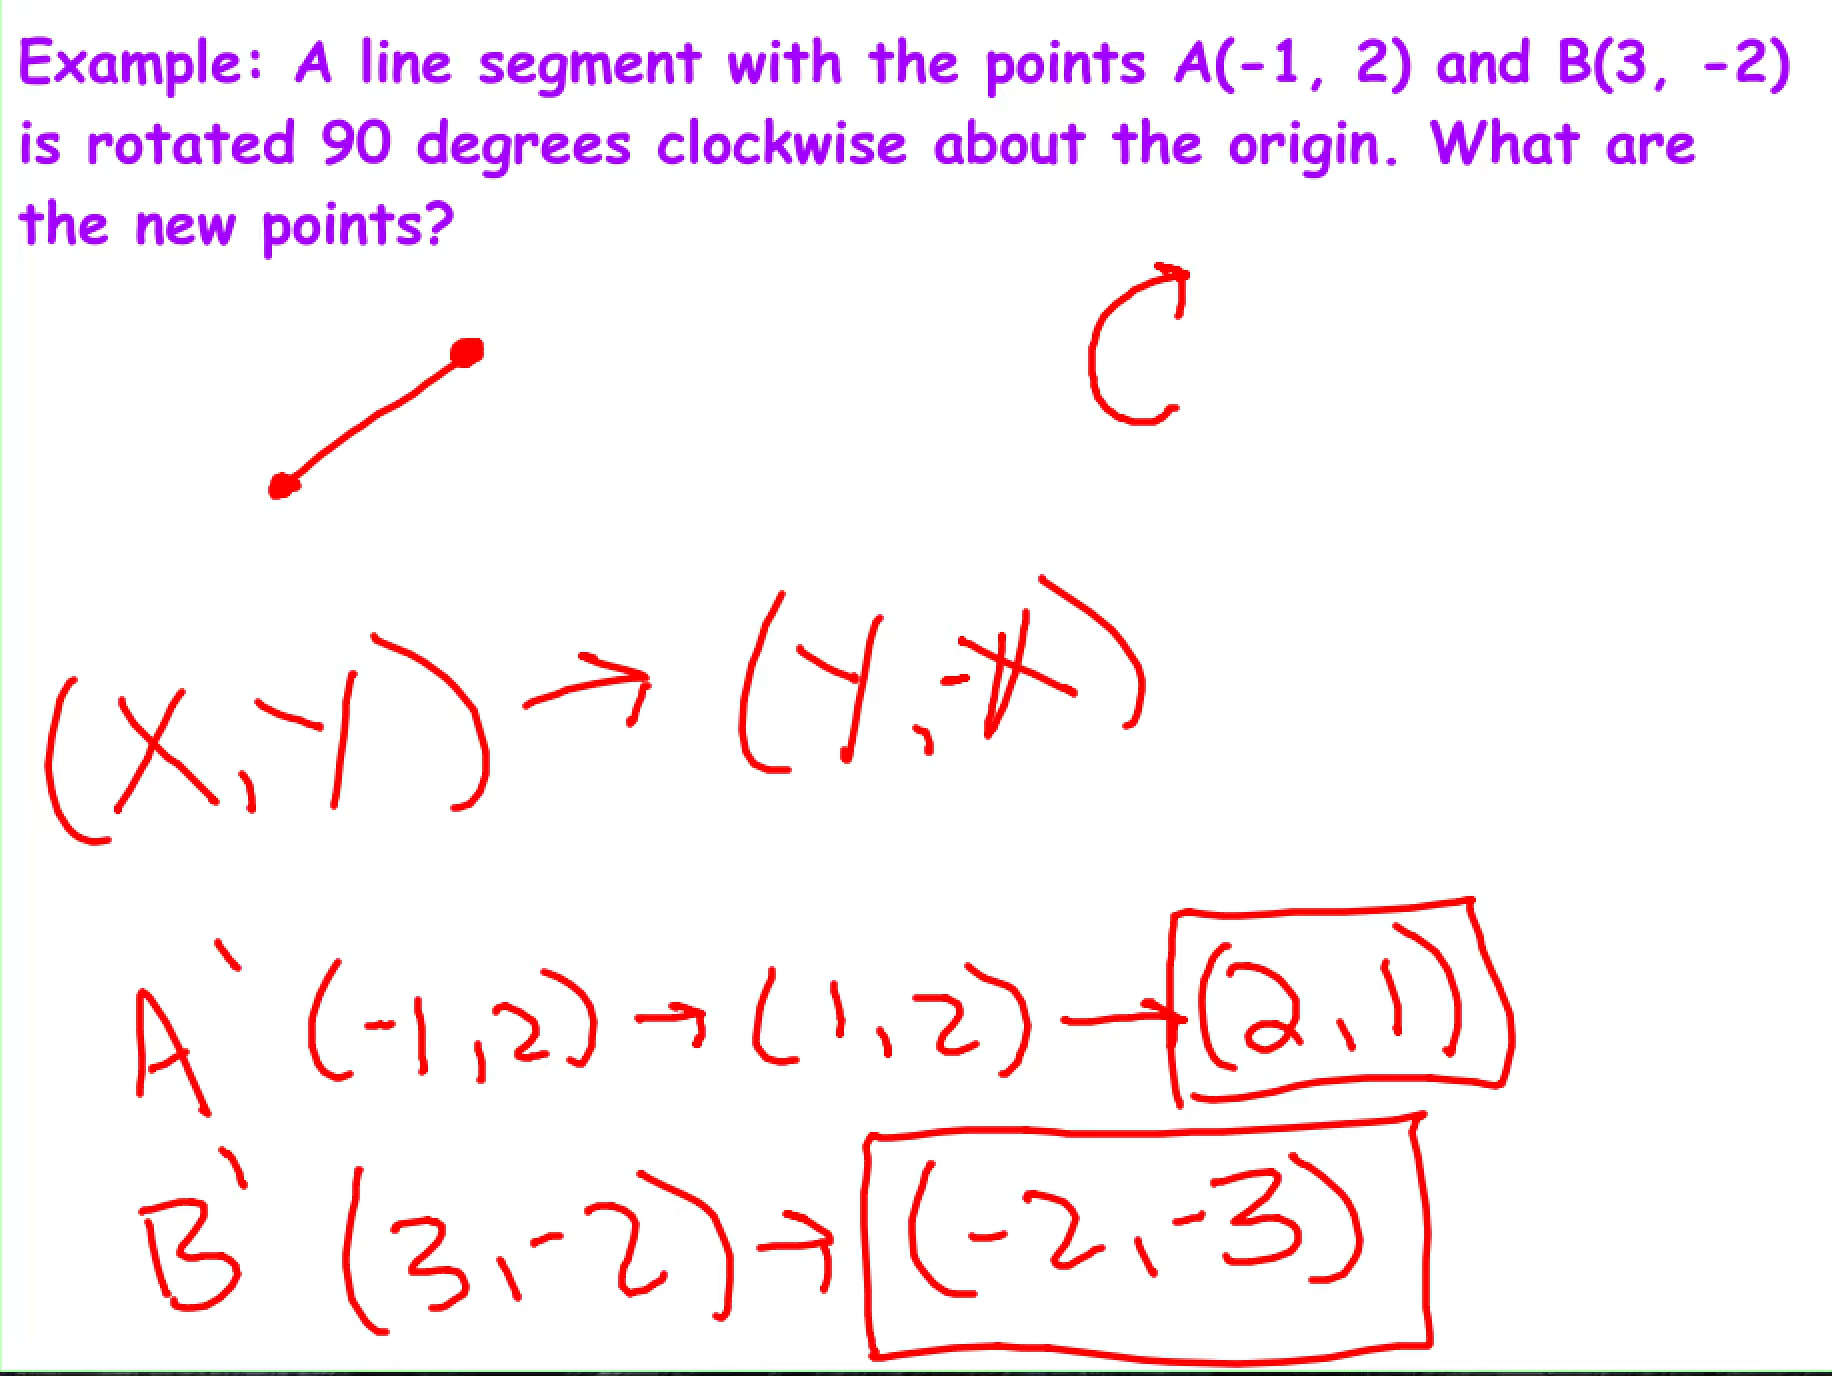 Example: A line segment with the points A(-1, 2) and B(3, -2)
is rotated 90 degrees clockwise about the origin. What are
the new points?
(X, Y) → (Y, -X)
A` (-1, 2) → (1, 2) → (2, 1)
B` (3, -2) → (-2, -3)